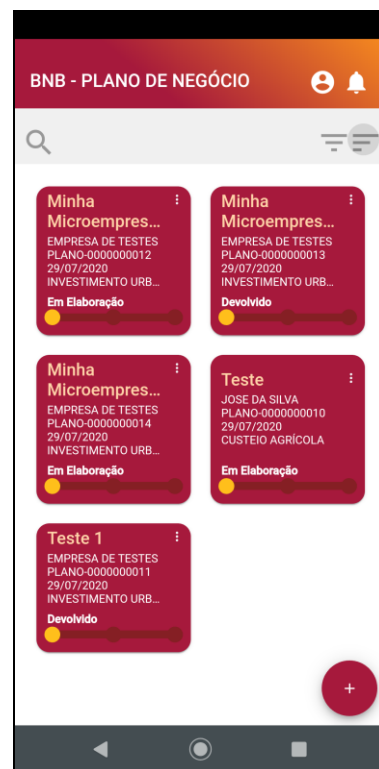 BNB - PLANO DE NEGÓCIO
Minha
Microempres...
EMPRESA DE TESTES
PLANO-0000000012
29/07/2020
INVESTIMENTO URB...
Em Elaboração
Minha
Microempres...
EMPRESA DE TESTES
PLANO-0000000013
29/07/2020
INVESTIMENTO URB...
Devolvido
Minha
Microempres...
EMPRESA DE TESTES
PLANO-0000000014
29/07/2020
INVESTIMENTO URB...
Em Elaboração
Teste
JOSE DA SILVA
PLANO-0000000010
29/07/2020
CUSTEIO AGRÍCOLA
Em Elaboração
Teste 1
EMPRESA DE TESTES
PLANO-0000000011
29/07/2020
INVESTIMENTO URB...
Devolvido
+